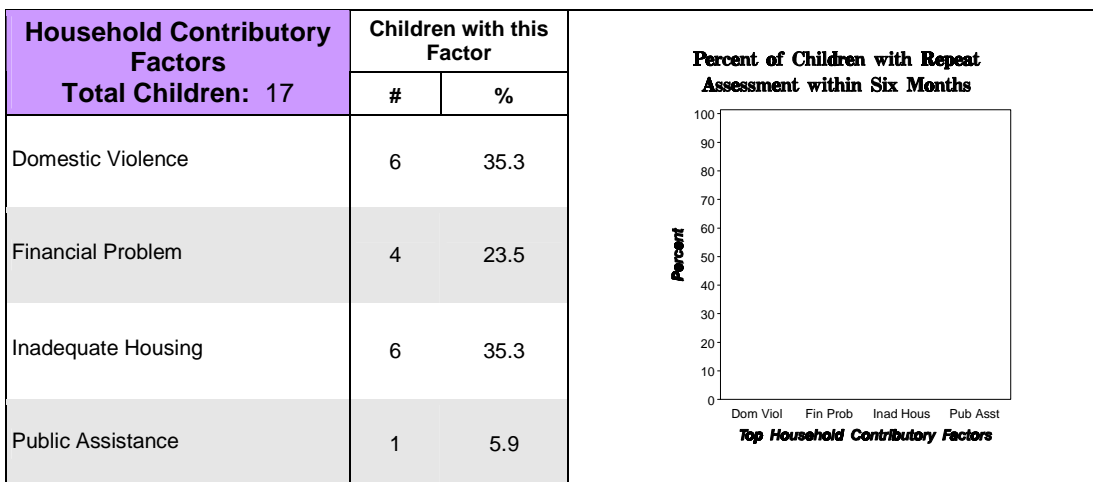 Household Contributory
Factors
Total Children: 17
Children with this
Factor
# %
Domestic Violence 6 35.3
Financial Problem 4 23.5
Inadequate Housing 6 35.3
Public Assistance 1 5.9
Percent of Children with Repeat
Assessment within Six Months
Percent
100
90
80
70
60
50
40
30
20
10
0
Dom Viol Fin Prob Inad Hous Pub Asst
Top Household Contributory Factors